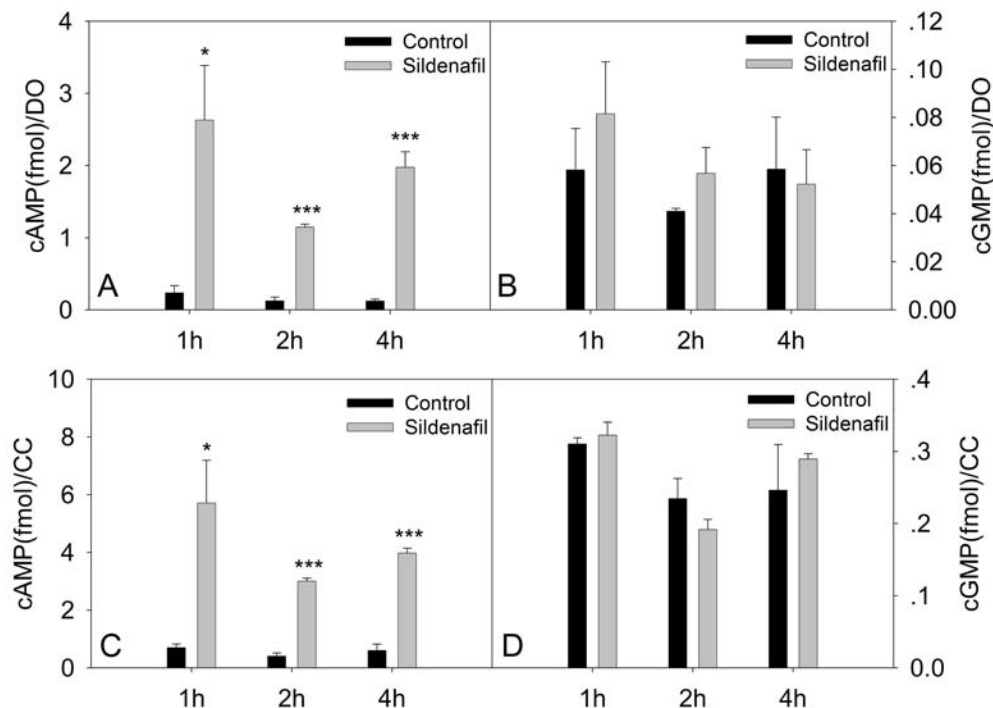 4
3
2
1
0
cAMP(fmol)/DO
Control
Sildenafil
*
***
***
A
1h
2h
4h
.12
.10
.08
.06
.04
.02
0.00
cGMP(fmol)/DO
Control
Sildenafil
B
1h
2h
4h
10
8
6
4
2
0
cAMP(fmol)/CC
Control
Sildenafil
*
***
***
C
1h
2h
4h
.4
.3
.2
.1
0.0
cGMP(fmol)/CC
Control
Sildenafil
D
1h
2h
4h